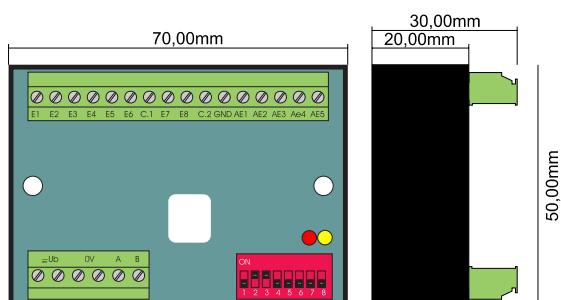 30,00mm
70,00mm
20,00mm
E1 E2 E3 E4 E5 E6 C.1 E7 E8 C.2 GND AE1 AE2 AE3 Ae4 AE5
50,00mm
Ub 0V A B
ON
1 2 3 4 5 6 7 8